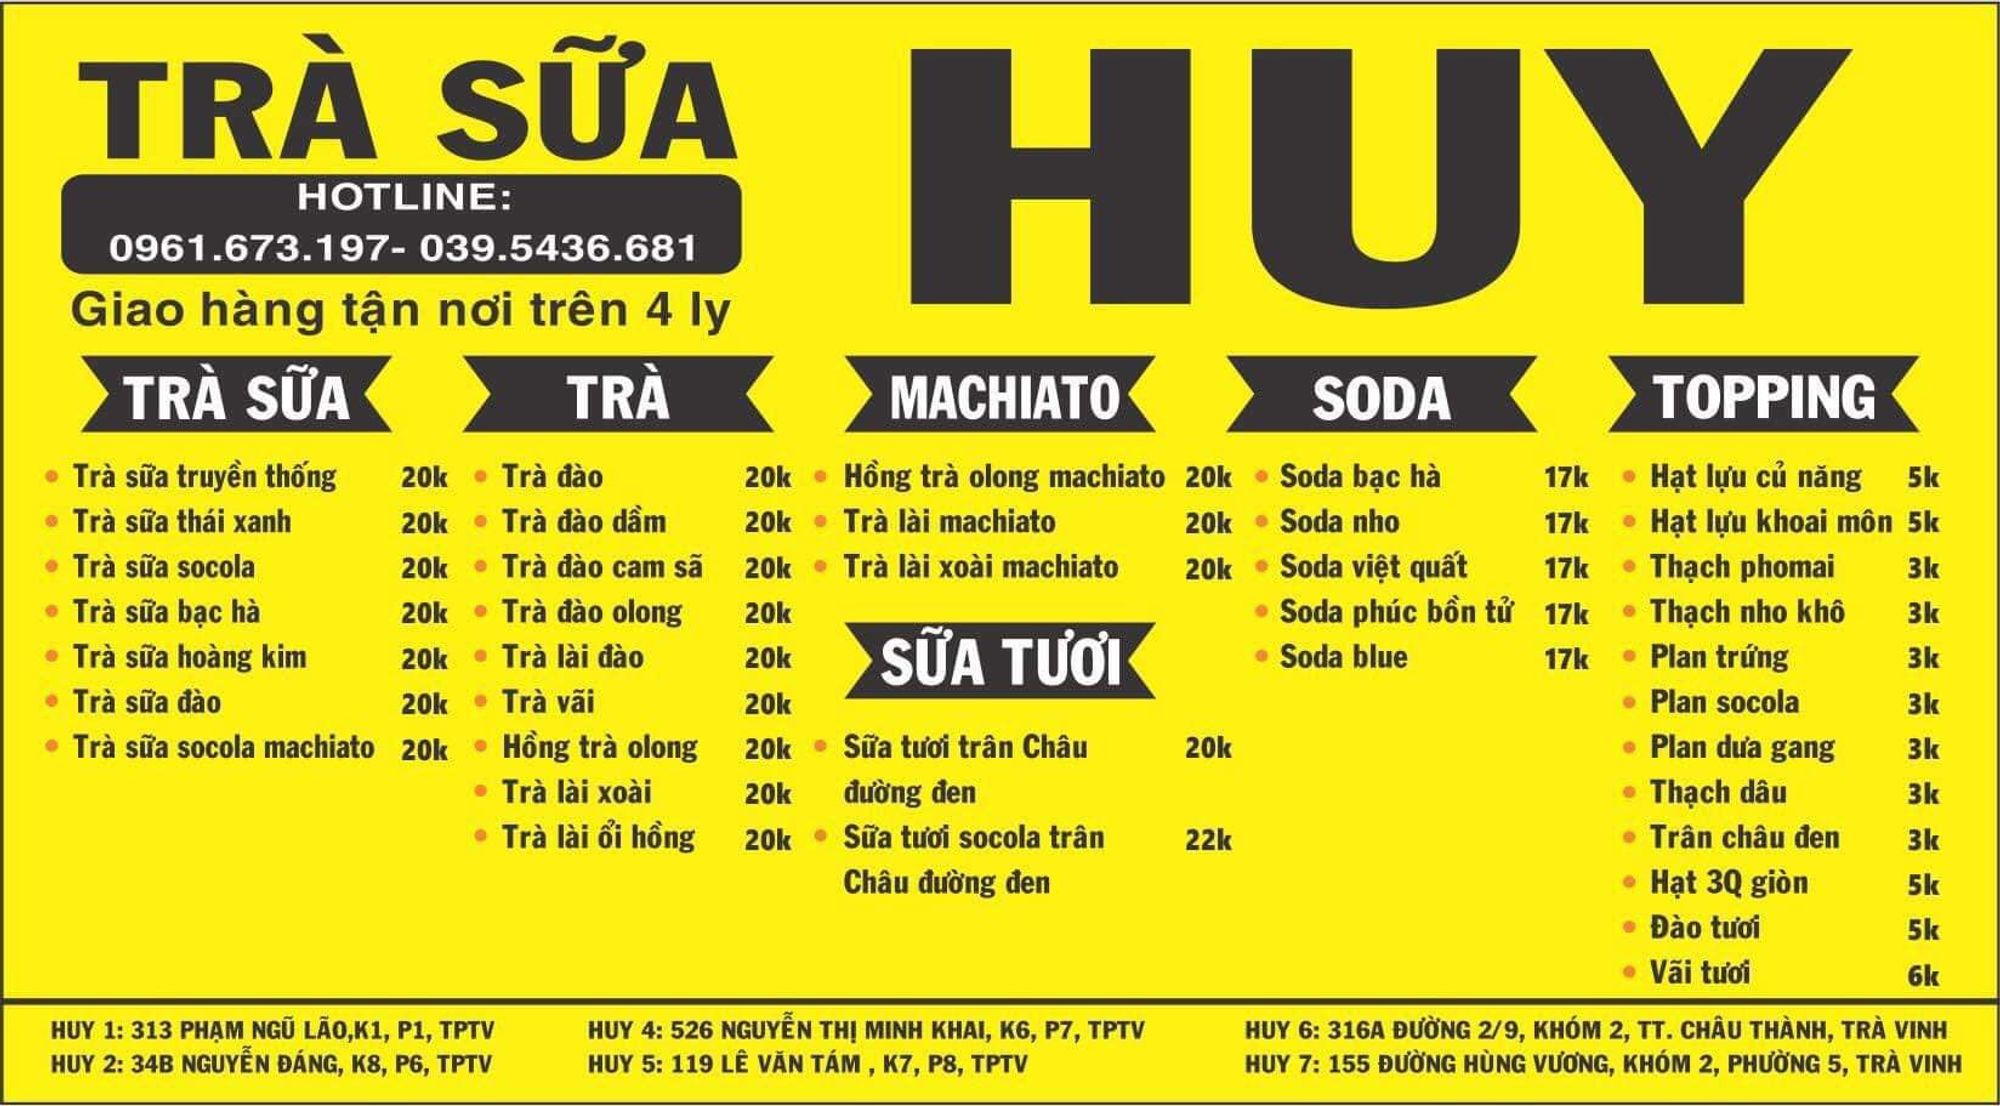 TRÀ SỮA
HUY
HOTLINE:
0961.673.197- 039.5436.681
Giao hàng tận nơi trên 4 ly
TRÀ SỮA
Trà sữa truyền thống 20k
Trà sữa thái xanh 20k
Trà sữa socola 20k
Trà sữa bạc hà 20k
Trà sữa hoàng kim 20k
Trà sữa đào 20k
Trà sữa socola machiato 20k
TRÀ
Trà đào 20k
Trà đào dầm 20k
Trà đào cam sã 20k
Trà đào olong 20k
Trà lài đào 20k
Trà vãi 20k
Hồng trà olong 20k
Trà lài xoài 20k
Trà lài ổi hồng 20k
MACHIATO
Hồng trà olong machiato 20k
Trà lài machiato 20k
Trà lài xoài machiato 20k
SỮA TƯƠI
Sữa tươi trân Châu 20k
đường đen
Sữa tươi socola trân 22k
Châu đường đen
SODA
Soda bạc hà 17k
Soda nho 17k
Soda việt quất 17k
Soda phúc bồn tử 17k
Soda blue 17k
TOPPING
Hạt lựu củ năng 5k
Hạt lựu khoai môn 5k
Thạch phomai 3k
Thạch nho khô 3k
Plan trứng 3k
Plan socola 3k
Plan dưa gang 3k
Thạch dâu 3k
Trân châu đen 3k
Hạt 3Q giòn 5k
Đào tươi 5k
Vãi tươi 6k
HUY 1: 313 PHẠM NGŨ LÃO,K1, P1, TPTV
HUY 2: 34B NGUYỄN ĐÁNG, K8, P6, TPTV
HUY 4: 526 NGUYỄN THỊ MINH KHAI, K6, P7, TPTV
HUY 5: 119 LÊ VĂN TÁM , K7, P8, TPTV
HUY 6: 316A ĐƯỜNG 2/9, KHÓM 2, TT. CHÂU THÀNH, TRÀ VINH
HUY 7: 155 ĐƯỜNG HÙNG VƯƠNG, KHÓM 2, PHƯỜNG 5, TRÀ VINH